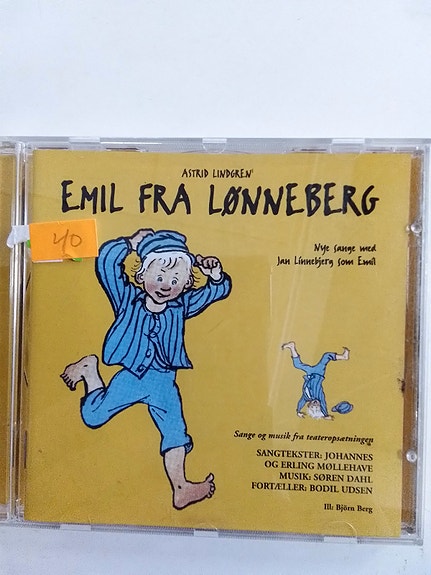 ASTRID LINDGREN'
EMIL FRA LØNNEBERG
40
Nye sange med
Jan Linnebjerg som Emil
Sange og musik fra teateropsætningen
SANGTEKSTER: JOHANNES
OG ERLING MØLLEHAVE
MUSIK: SØREN DAHL
FORTÆLLER: BODIL UDSEN
Ill: Björn Berg